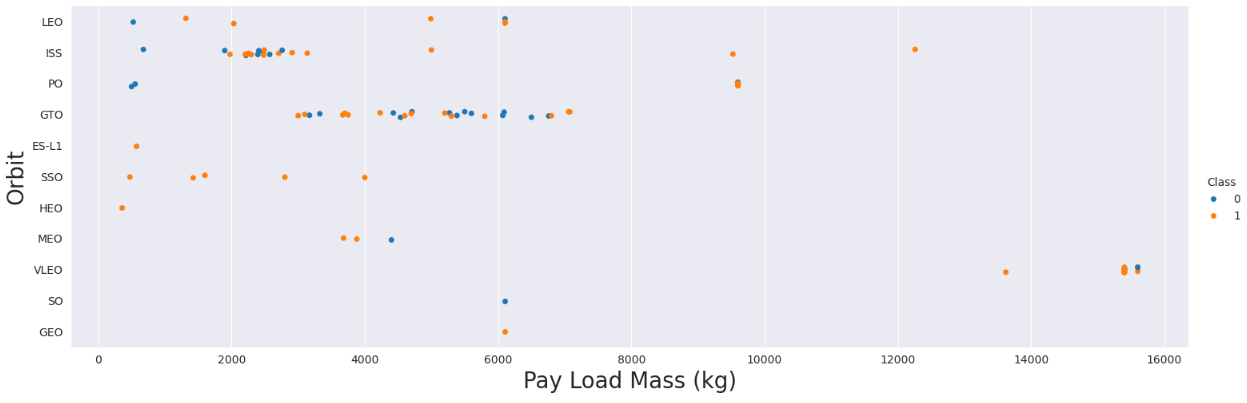 LEO
ISS
PO
GTO
ES-L1
SSO
HEO
MEO
VLEO
SO
GEO
Orbit
0 2000 4000 6000 8000 10000 12000 14000 16000
Pay Load Mass (kg)
Class
0
1